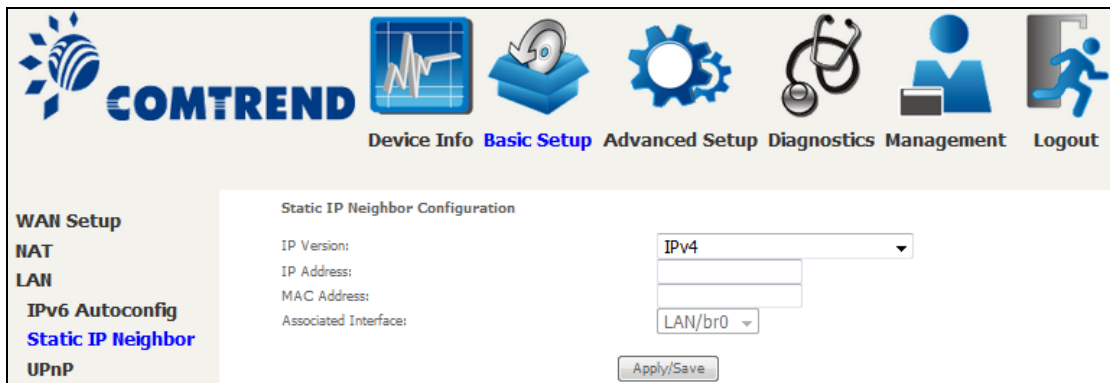 COMTREND
Device Info Basic Setup Advanced Setup Diagnostics Management Logout
WAN Setup
NAT
LAN
IPv6 Autoconfig
Static IP Neighbor
UPnP
Static IP Neighbor Configuration
IP Version: IPv4
IP Address:
MAC Address:
Associated Interface: LAN/br0
Apply/Save